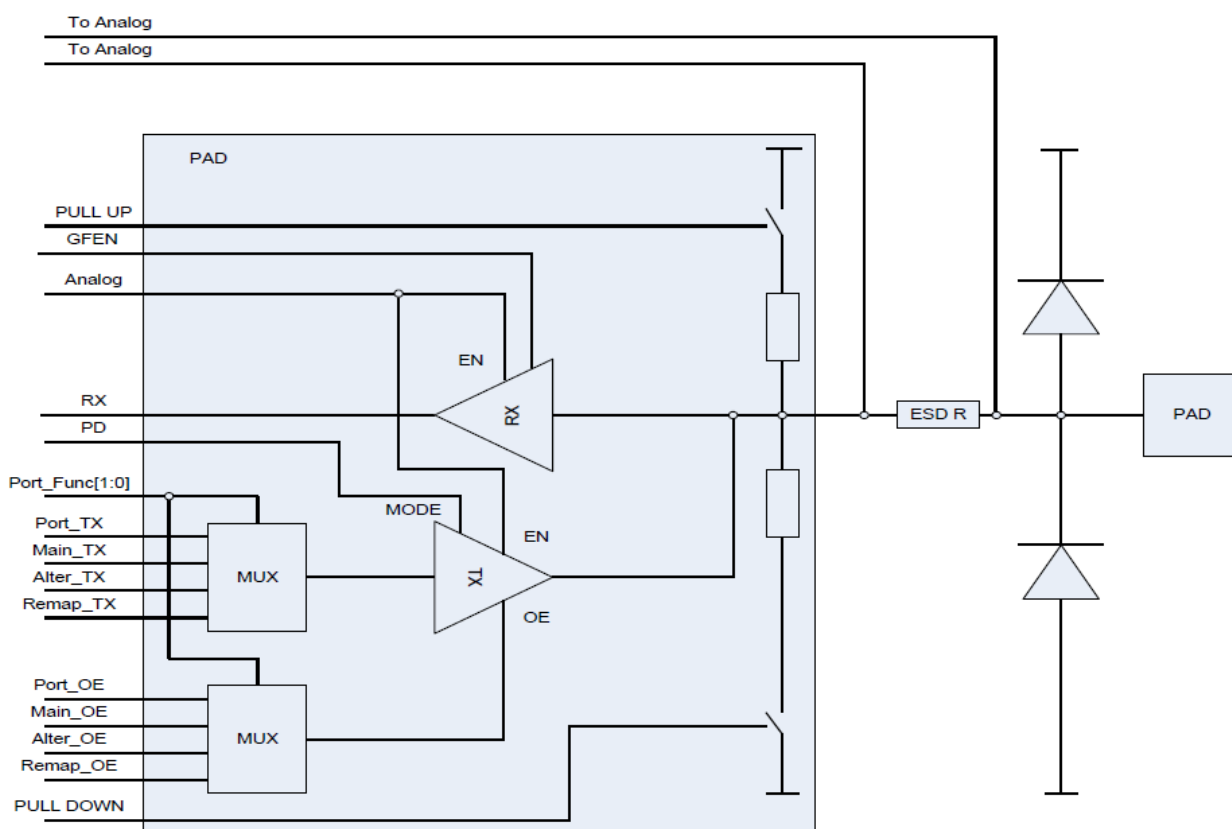 To Analog
To Analog
PAD
PULL UP
GFEN
Analog
EN
RX
RX
PD
ESD R
PAD
Port_Func[1:0]
MODE
Port_TX
EN
Main_TX
MUX
TX
Alter_TX
Remap_TX
OE
Port_OE
Main_OE
MUX
Alter_OE
Remap_OE
PULL DOWN